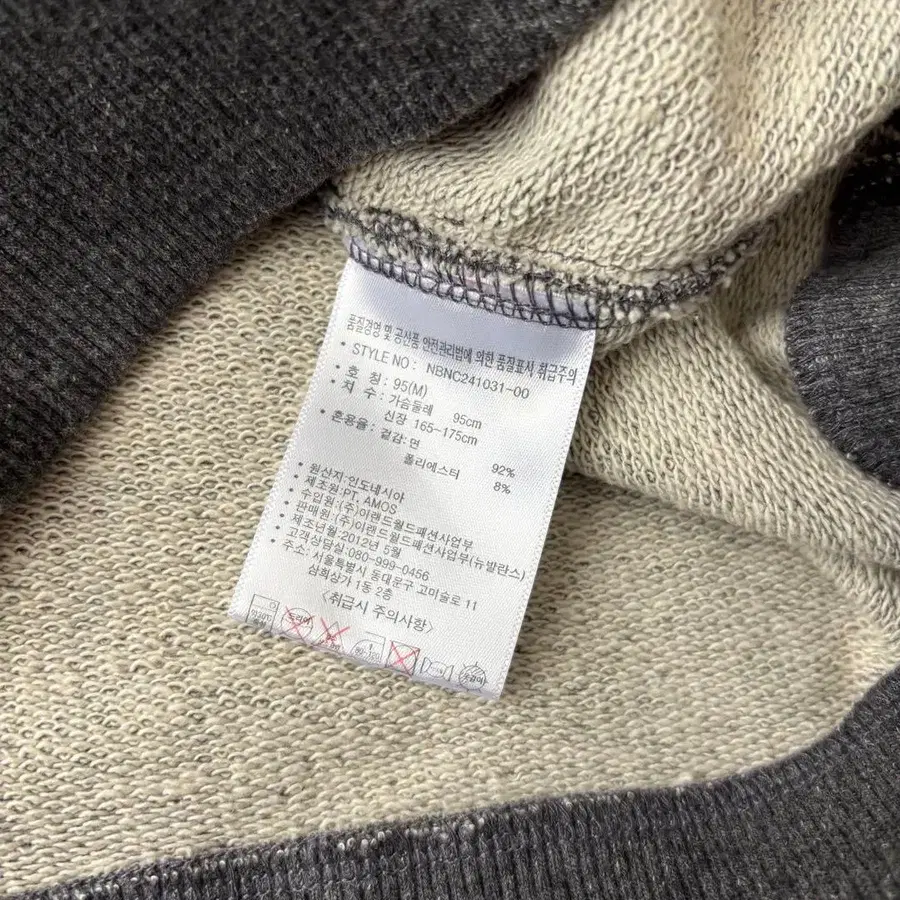 품질경영 및 공산품 안전관리법에 의한 품질표시 취급주의
• STYLE NO : NBNC241031-00
• 호 칭 : 95(M)
• 치 수 : 가슴둘레 95cm
신장 165-175cm
• 혼용율 : 겉감:면 92%
폴리에스터 8%
• 원산지:인도네시아
• 제조원:PT. AMOS
• 수입원:(주)이랜드월드패션사업부
• 판매원:(주)이랜드월드패션사업부(뉴발란스)
• 제조년월:2012년 5월
• 고객상담실:080-999-0456
• 주소: 서울특별시 동대문구 고미술로 11
삼희상가 1동 2층
〈취급시 주의사항〉
드라이